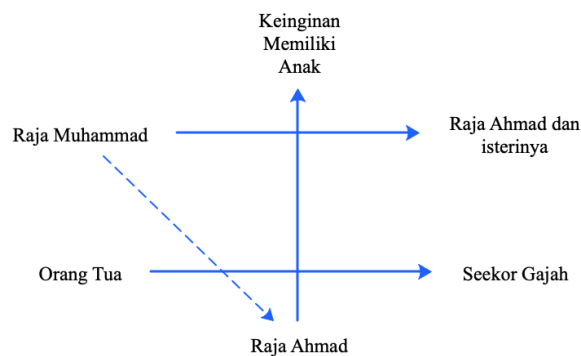 Keinginan
Memiliki
Anak
Raja Muhammad
Raja Ahmad dan
isterinya
Orang Tua
Seekor Gajah
Raja Ahmad